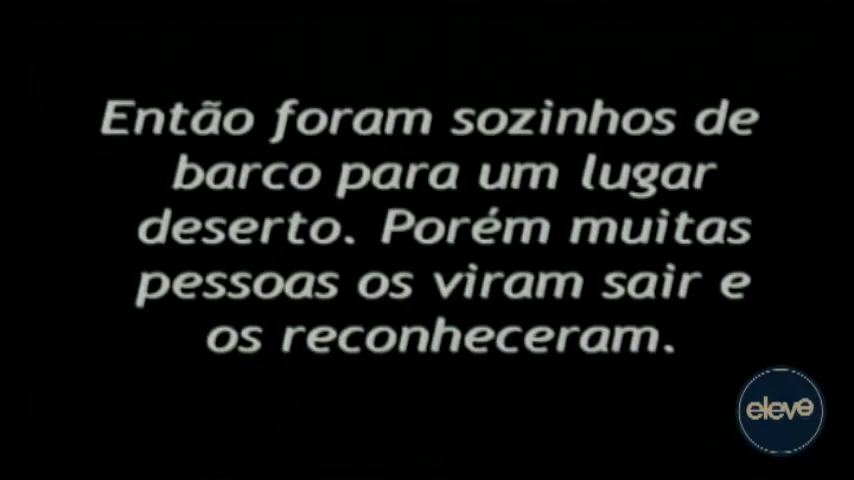 Então foram sozinhos de
barco para um lugar
deserto. Porém muitas
pessoas os viram sair e
os reconheceram.
eleve